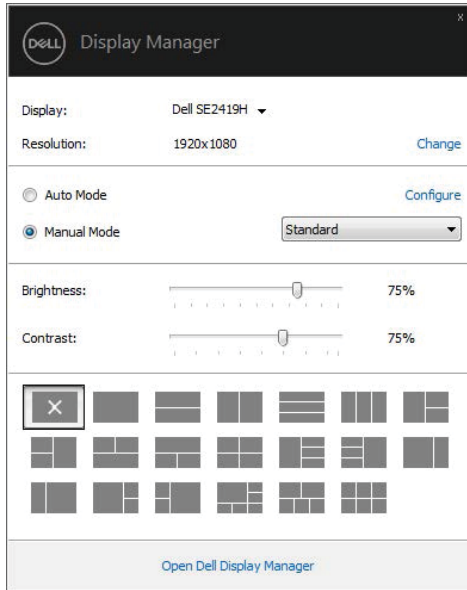 x
DELL Display Manager
Display: Dell SE2419H
Resolution: 1920x1080 Change
Auto Mode Configure
Manual Mode Standard
Brightness: 75%
Contrast: 75%
Open Dell Display Manager